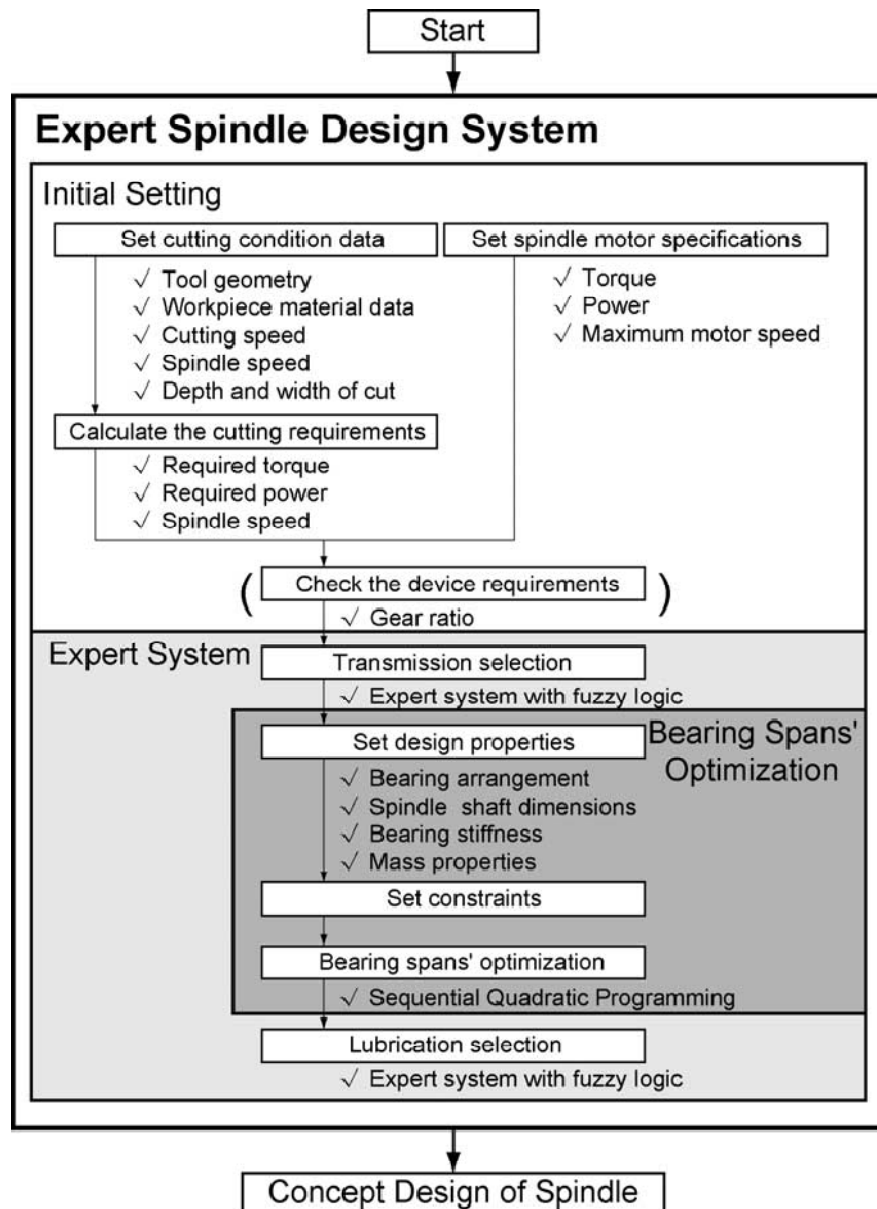 Start
Expert Spindle Design System
Initial Setting
Set cutting condition data
√ Tool geometry
√ Workpiece material data
√ Cutting speed
√ Spindle speed
√ Depth and width of cut
Calculate the cutting requirements
√ Required torque
√ Required power
√ Spindle speed
Set spindle motor specifications
√ Torque
√ Power
√ Maximum motor speed
( Check the device requirements )
√ Gear ratio
Expert System
Transmission selection
√ Expert system with fuzzy logic
Bearing Spans'
Optimization
Set design properties
√ Bearing arrangement
√ Spindle shaft dimensions
√ Bearing stiffness
√ Mass properties
Set constraints
Bearing spans' optimization
√ Sequential Quadratic Programming
Lubrication selection
√ Expert system with fuzzy logic
Concept Design of Spindle